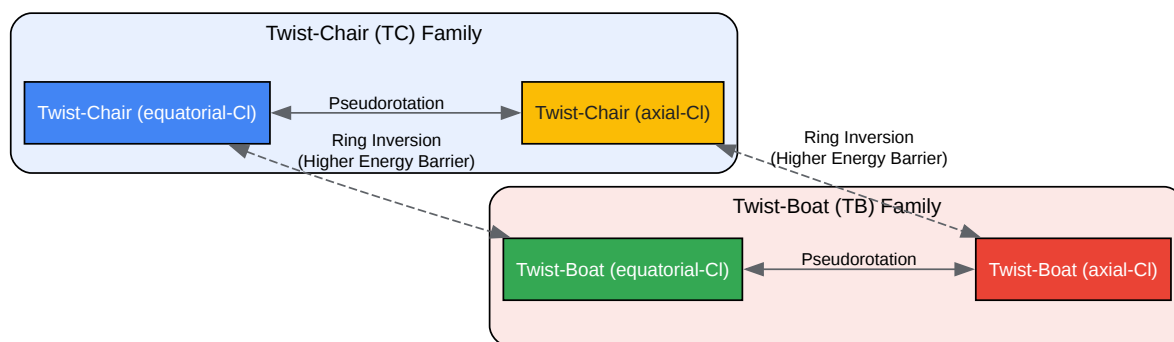 Twist-Chair (TC) Family
Twist-Chair (equatorial-Cl)
Pseudorotation
Twist-Chair (axial-Cl)
Ring Inversion
(Higher Energy Barrier)
Ring Inversion
(Higher Energy Barrier)
Twist-Boat (TB) Family
Twist-Boat (equatorial-Cl)
Pseudorotation
Twist-Boat (axial-Cl)